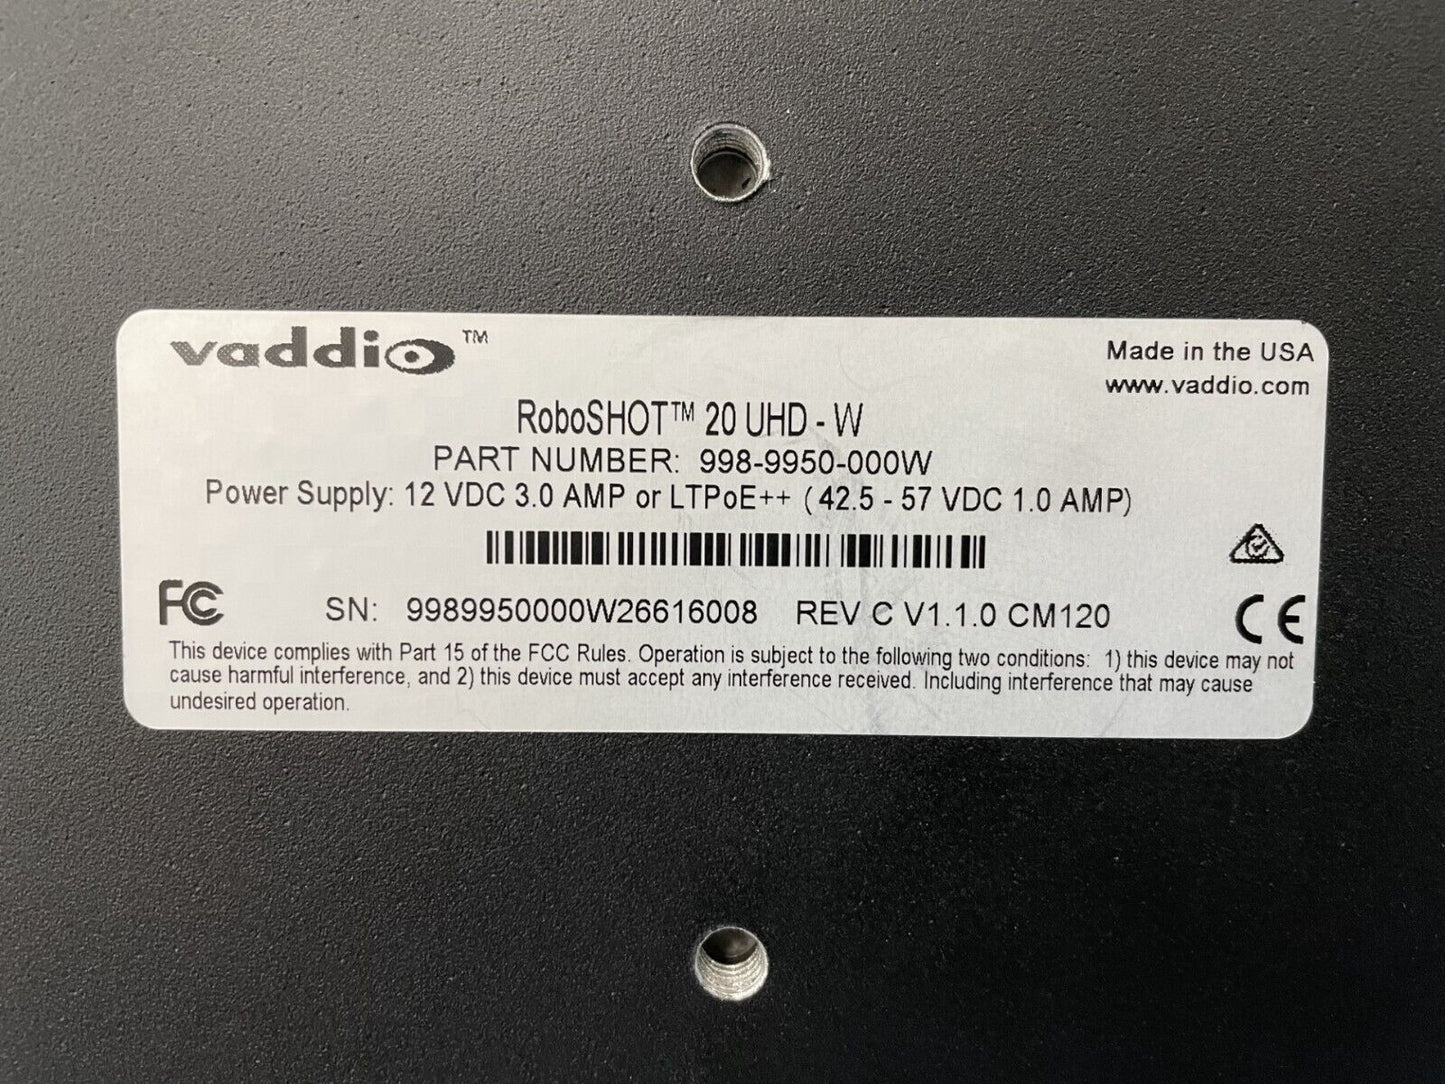 vaddio™
Made in the USA
www.vaddio.com
RoboSHOT™ 20 UHD - W
PART NUMBER: 998-9950-000W
Power Supply: 12 VDC 3.0 AMP or LTPoE++ ( 42.5 - 57 VDC 1.0 AMP)
FC
SN: 9989950000W26616008 REV C V1.1.0 CM120
CE
This device complies with Part 15 of the FCC Rules. Operation is subject to the following two conditions: 1) this device may not
cause harmful interference, and 2) this device must accept any interference received. Including interference that may cause
undesired operation.